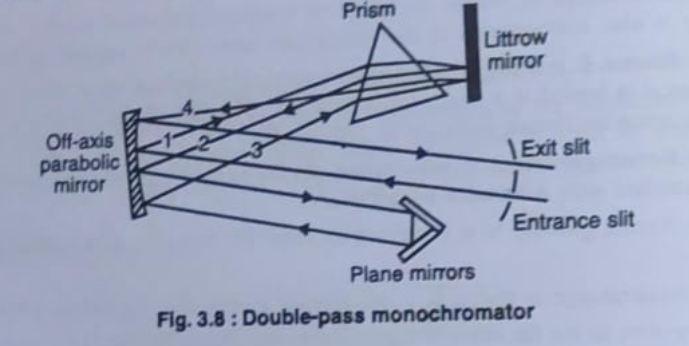 Prism
Littrow
mirror
4
1
2
3
Off-axis
parabolic
mirror
Exit slit
Entrance slit
Plane mirrors
Fig. 3.8 : Double-pass monochromator